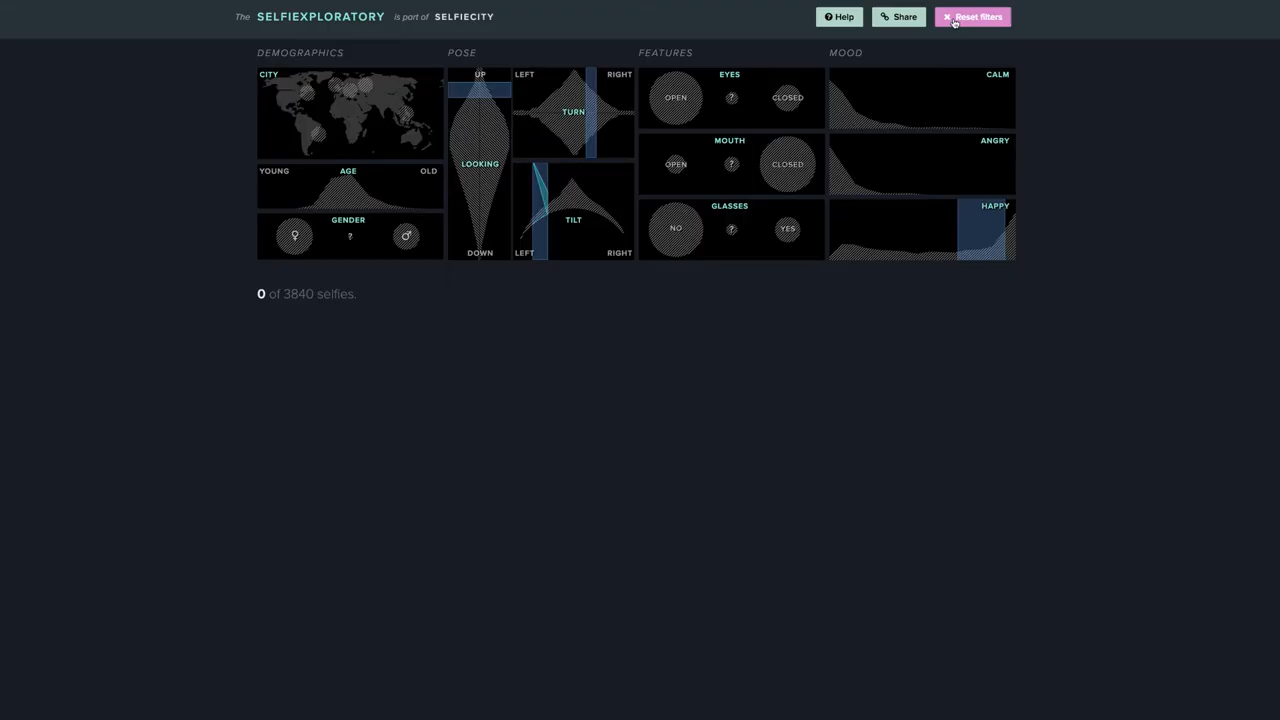 The SELFIEXPLORATORY is part of SELFIECITY
? Help
Share
× Reset filters
DEMOGRAPHICS
CITY
YOUNG AGE OLD
GENDER
♀ ? ♂
POSE
UP
LOOKING
DOWN
LEFT RIGHT
TURN
TILT
LEFT RIGHT
FEATURES
EYES
OPEN ? CLOSED
MOUTH
OPEN ? CLOSED
GLASSES
NO ? YES
MOOD
CALM
ANGRY
HAPPY
0 of 3840 selfies.